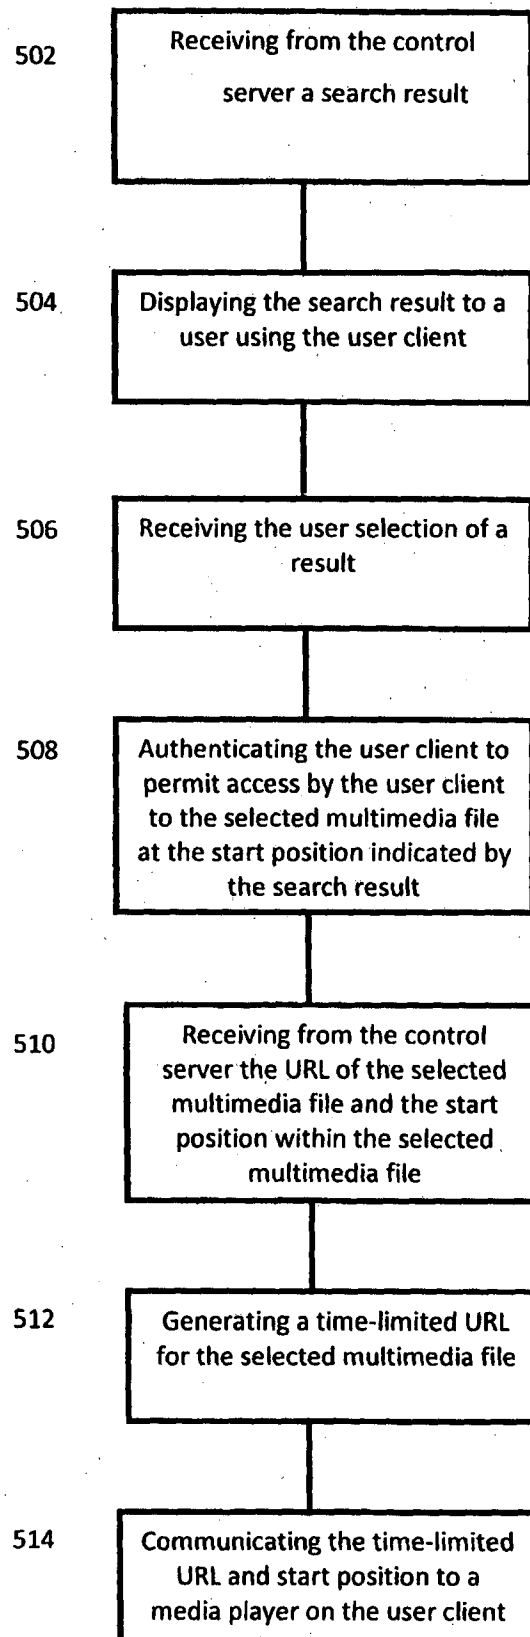 502
Receiving from the control
server a search result
504
Displaying the search result to a
user using the user client
506
Receiving the user selection of a
result
508
Authenticating the user client to
permit access by the user client
to the selected multimedia file
at the start position indicated by
the search result
510
Receiving from the control
server the URL of the selected
multimedia file and the start
position within the selected
multimedia file
512
Generating a time-limited URL
for the selected multimedia file
514
Communicating the time-limited
URL and start position to a
media player on the user client